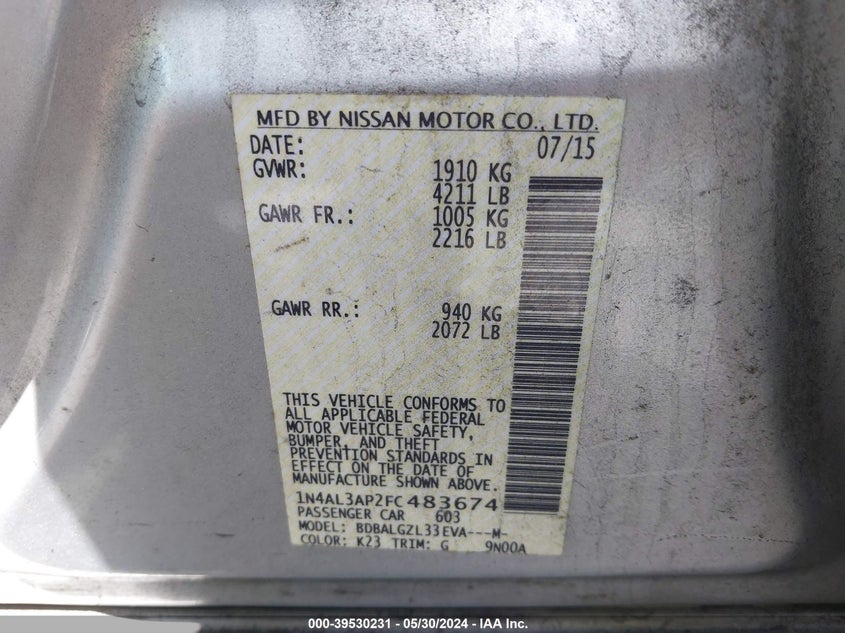 MFD BY NISSAN MOTOR CO., LTD.
DATE: 07/15
GVWR: 1910 KG
4211 LB
GAWR FR.: 1005 KG
2216 LB
GAWR RR.: 940 KG
2072 LB
THIS VEHICLE CONFORMS TO
ALL APPLICABLE FEDERAL
MOTOR VEHICLE SAFETY,
BUMPER, AND THEFT
PREVENTION STANDARDS IN
EFFECT ON THE DATE OF
MANUFACTURE SHOWN ABOVE.
1N4AL3AP2FC483674
PASSENGER CAR 603
MODEL: BDBALGZL33EVA---M-
COLOR: K23 TRIM: G 9N00A
000-39530231 - 05/30/2024 - IAA Inc.